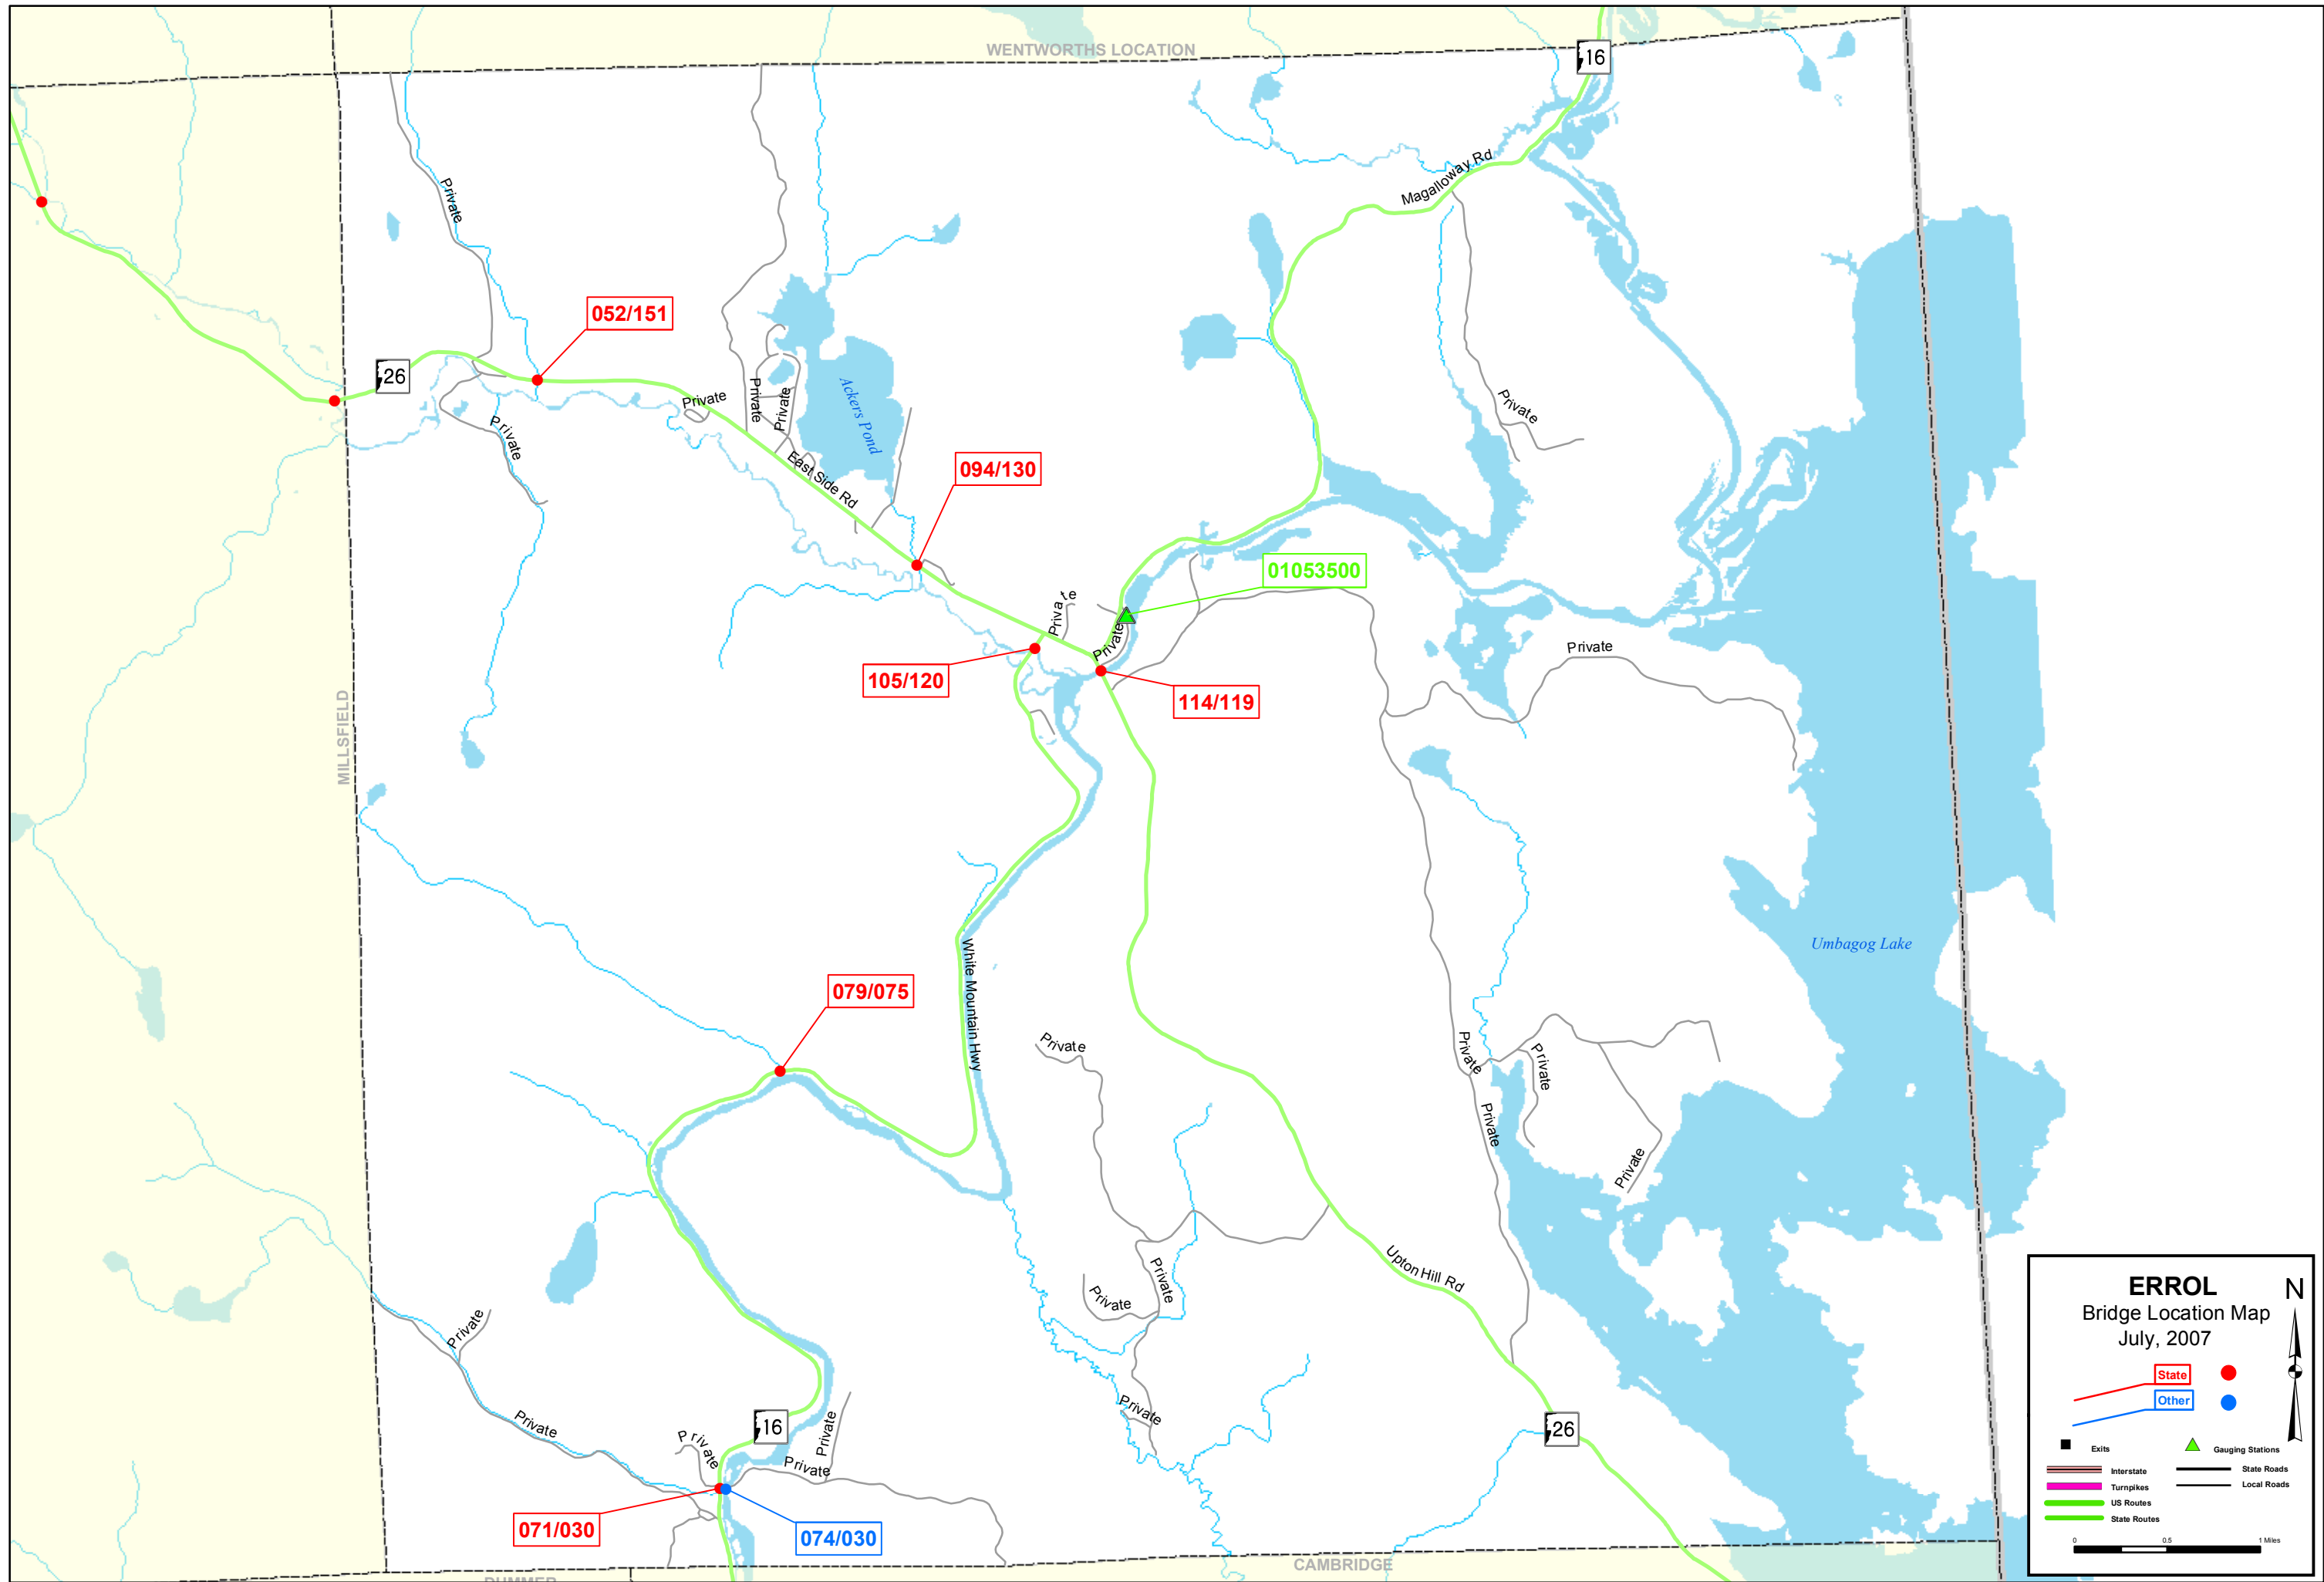 WENTWORTHS LOCATION
16
Magalloway Rd
Private
052/151
26
Private
Private
Private
Private
Ackers Pond
Private
Private
East Side Rd
094/130
01053500
Private
Private
Private
105/120
114/119
MILLSFIELD
Umbagog Lake
White Mountain Hwy
079/075
Private
Private
Private
Private
Private
Private
Private
Upton Hill Rd
Private
Private
Private
Private
16
Private
Private
Private
26
071/030
074/030
CAMBRIDGE
DUMMER
ERROL
N
Bridge Location Map
July, 2007
State
Other
Exits
Gauging Stations
Interstate
State Roads
Turnpikes
Local Roads
US Routes
State Routes
0 0.5 1 Miles